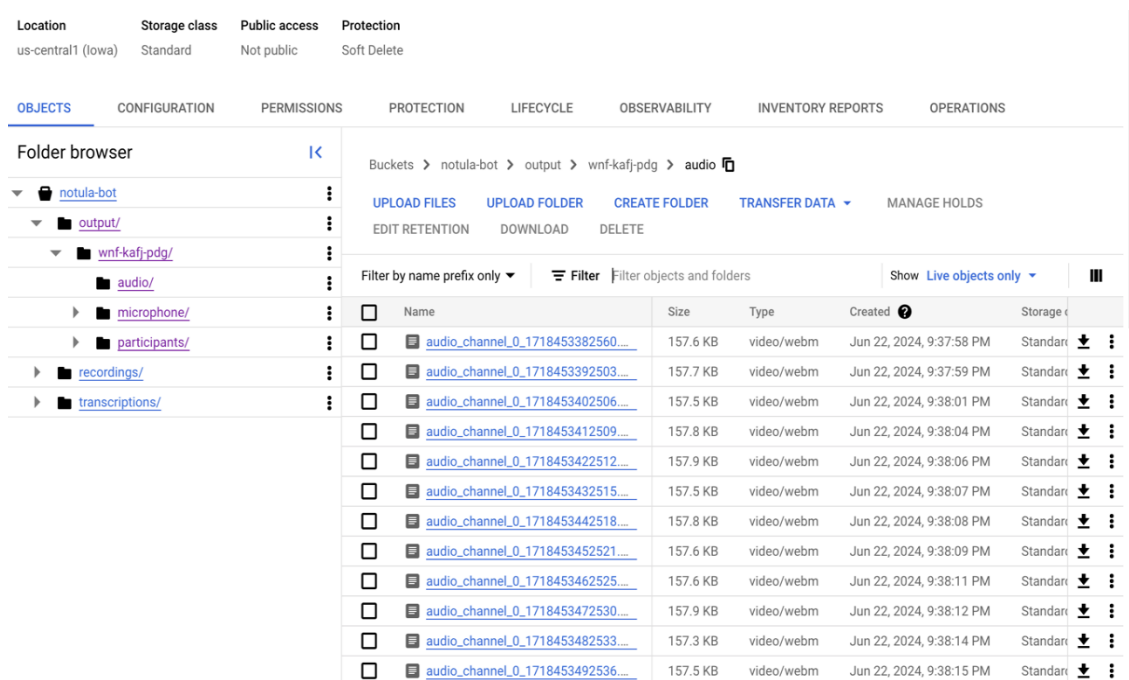 Location Storage class Public access Protection
us-central1 (Iowa) Standard Not public Soft Delete
OBJECTS CONFIGURATION PERMISSIONS PROTECTION LIFECYCLE OBSERVABILITY INVENTORY REPORTS OPERATIONS
Folder browser
notula-bot
output/
wnf-kafj-pdg/
audio/
microphone/
participants/
recordings/
transcriptions/
Buckets > notula-bot > output > wnf-kafj-pdg > audio
UPLOAD FILES UPLOAD FOLDER CREATE FOLDER TRANSFER DATA MANAGE HOLDS
EDIT RETENTION DOWNLOAD DELETE
Filter by name prefix only Filter Filter objects and folders Show Live objects only
Name Size Type Created Storage c
audio_channel_0_1718453382560.... 157.6 KB video/webm Jun 22, 2024, 9:37:58 PM Standard
audio_channel_0_1718453392503.... 157.7 KB video/webm Jun 22, 2024, 9:37:59 PM Standard
audio_channel_0_1718453402506.... 157.5 KB video/webm Jun 22, 2024, 9:38:01 PM Standard
audio_channel_0_1718453412509.... 157.8 KB video/webm Jun 22, 2024, 9:38:04 PM Standard
audio_channel_0_1718453422512.... 157.9 KB video/webm Jun 22, 2024, 9:38:06 PM Standard
audio_channel_0_1718453432515.... 157.5 KB video/webm Jun 22, 2024, 9:38:07 PM Standard
audio_channel_0_1718453442518.... 157.8 KB video/webm Jun 22, 2024, 9:38:08 PM Standard
audio_channel_0_1718453452521.... 157.6 KB video/webm Jun 22, 2024, 9:38:09 PM Standard
audio_channel_0_1718453462525.... 157.6 KB video/webm Jun 22, 2024, 9:38:11 PM Standard
audio_channel_0_1718453472530.... 157.9 KB video/webm Jun 22, 2024, 9:38:12 PM Standard
audio_channel_0_1718453482533.... 157.3 KB video/webm Jun 22, 2024, 9:38:14 PM Standard
audio_channel_0_1718453492536.... 157.5 KB video/webm Jun 22, 2024, 9:38:15 PM Standard